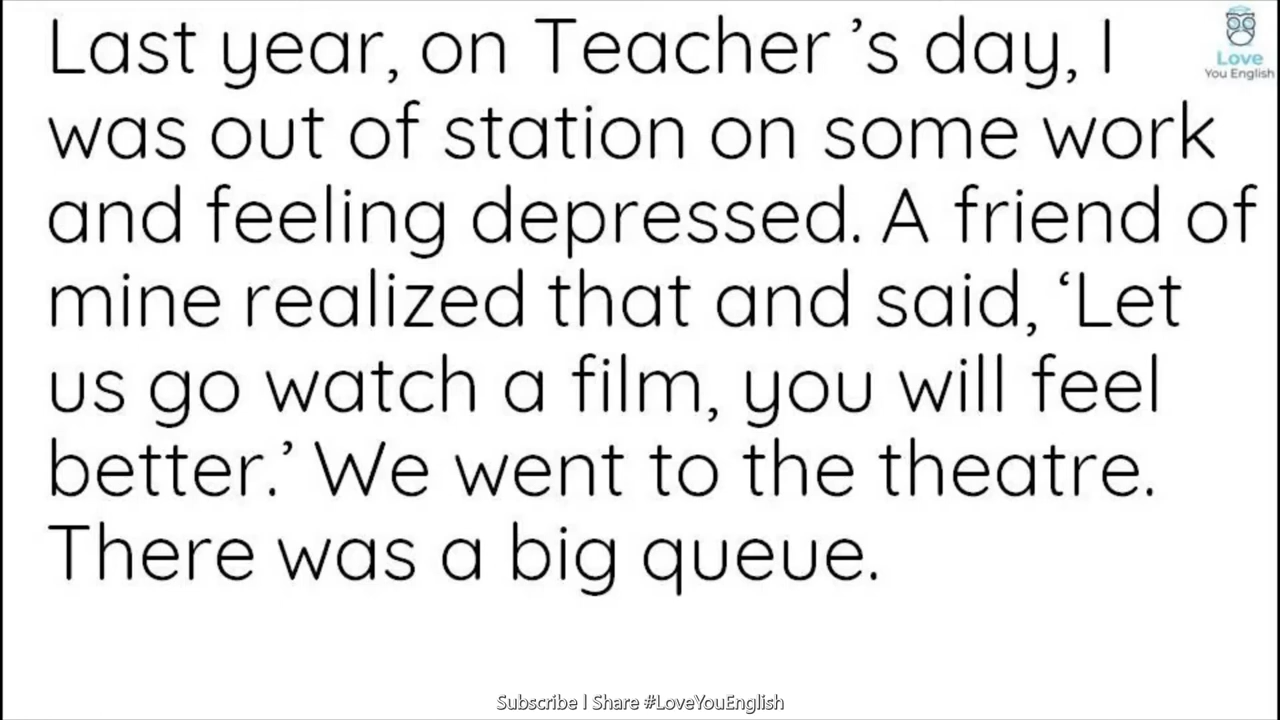 Last year, on Teacher ’s day, I
was out of station on some work
and feeling depressed. A friend of
mine realized that and said, ‘Let
us go watch a film, you will feel
better.’ We went to the theatre.
There was a big queue.
Love
You English
Subscribe | Share #LoveYouEnglish